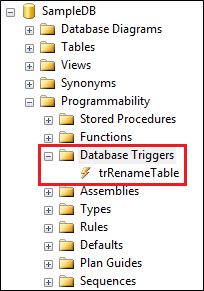 SampleDB
Database Diagrams
Tables
Views
Synonyms
Programmability
Stored Procedures
Functions
Database Triggers
trRenameTable
Assemblies
Types
Rules
Defaults
Plan Guides
Sequences